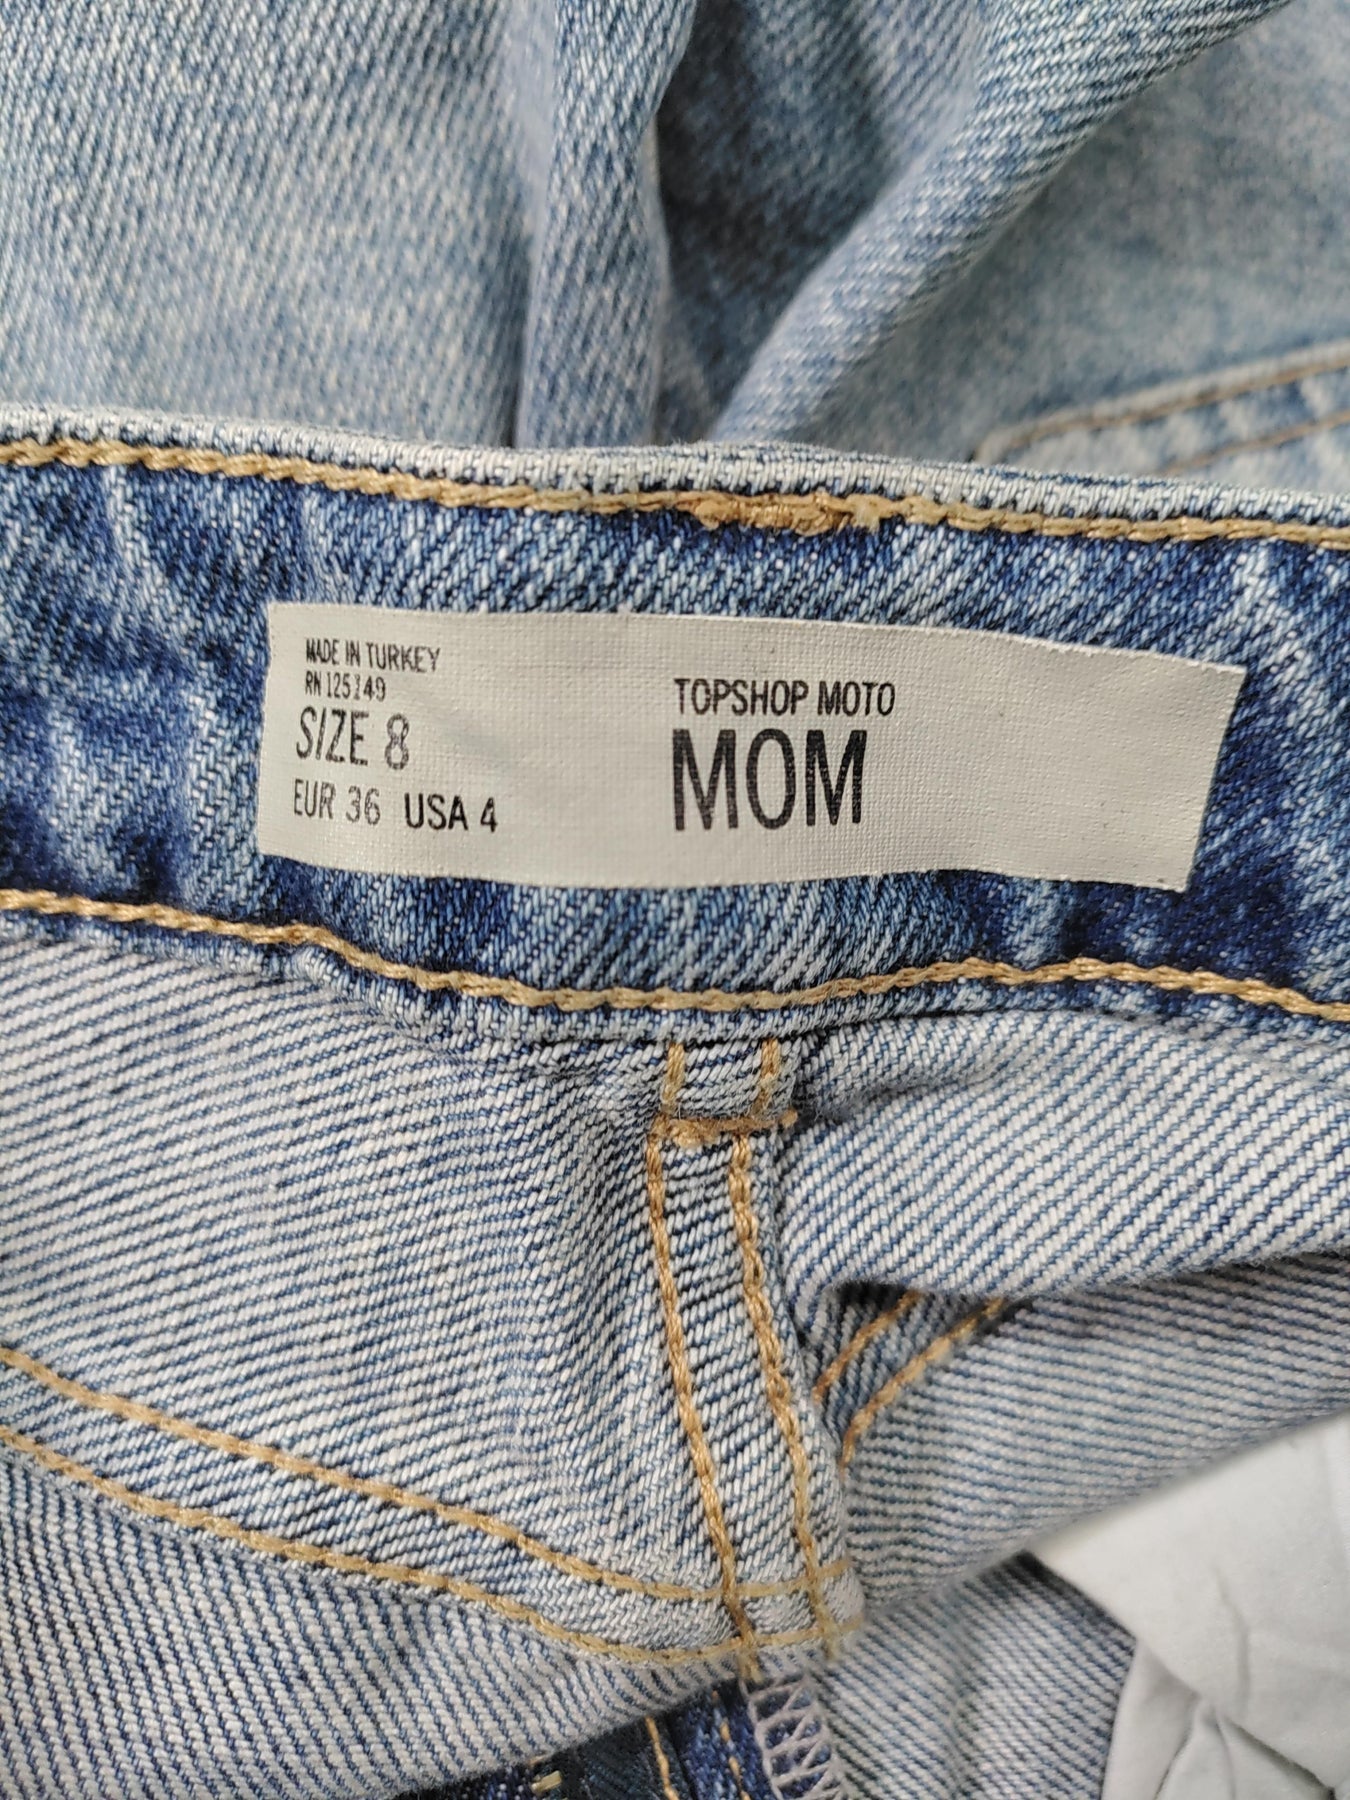 MADE IN TURKEY
RN 125149
SIZE 8
EUR 36 USA 4
TOPSHOP MOTO
MOM